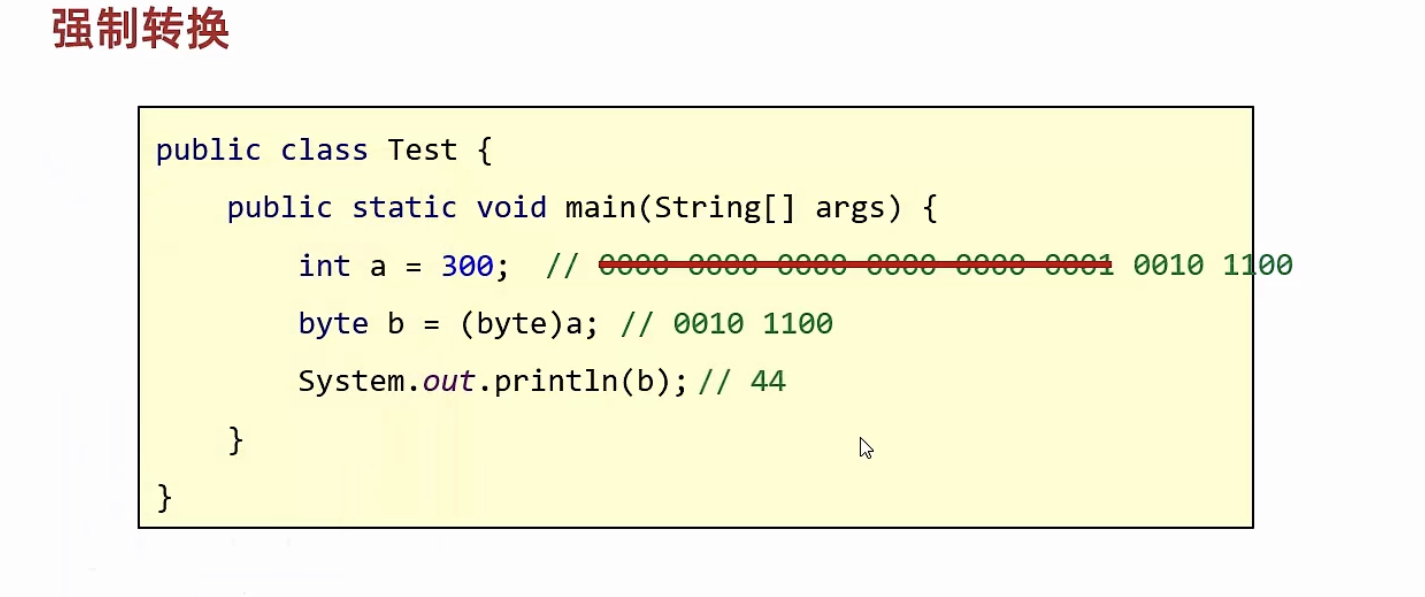 强制转换
public class Test {
public static void main(String[] args) {
int a = 300; // 0000 0000 0000 0000 0000 0001 0010 1100
byte b = (byte)a; // 0010 1100
System.out.println(b); // 44
}
}